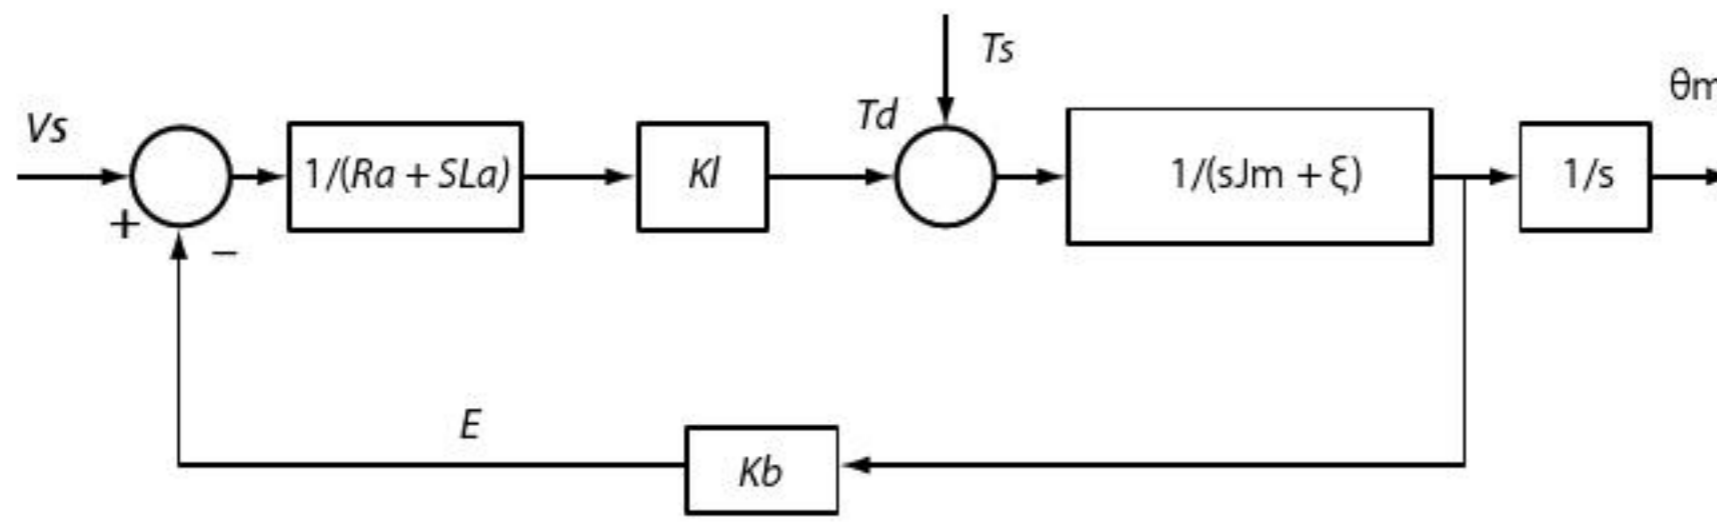 Vs
+
−
1/(Ra + SLa)
Kl
Td
Ts
1/(sJm + ξ)
1/s
θm
E
Kb